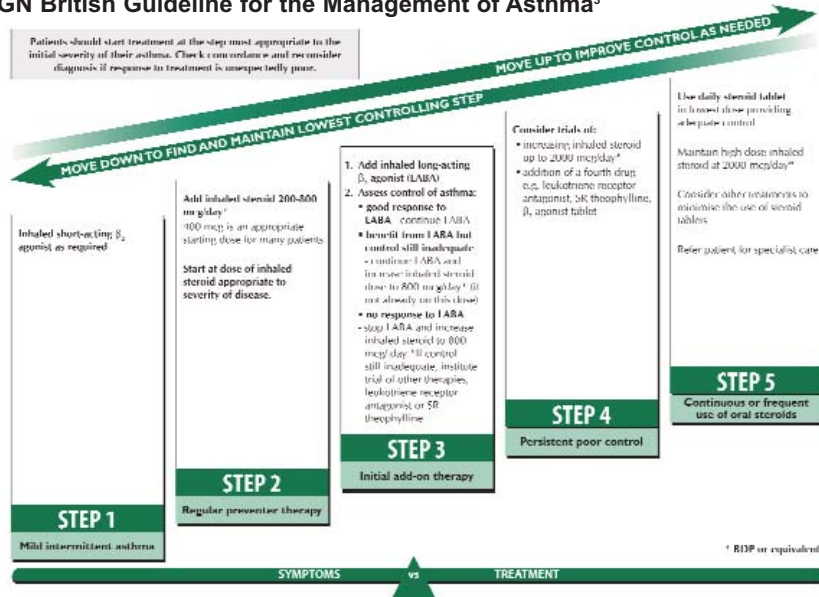 GN British Guideline for the Management of Asthma³
Patients should start treatment at the step most appropriate to the
initial severity of their asthma. Check concordance and reconsider
diagnosis if response to treatment is unexpectedly poor.
MOVE UP TO IMPROVE CONTROL AS NEEDED
MOVE DOWN TO FIND AND MAINTAIN LOWEST CONTROLLING STEP
Inhaled short-acting β₂
agonist as required
STEP 1
Mild intermittent asthma
Add inhaled steroid 200-800
mcg/day*
400 mcg is an appropriate
starting dose for many patients
Start at dose of inhaled
steroid appropriate to
severity of disease.
STEP 2
Regular preventer therapy
1. Add inhaled long-acting
β₂ agonist (LABA)
2. Assess control of asthma:
• good response to
LABA - continue LABA
• benefit from LABA but
control still inadequate
- continue LABA and
increase inhaled steroid
dose to 800 mcg/day* (if
not already on this dose)
• no response to LABA
- stop LABA and increase
inhaled steroid to 800
mcg/day *If control
still inadequate, institute
trial of other therapies,
leukotriene receptor
antagonist or SR
theophylline
STEP 3
Initial add-on therapy
Consider trials of:
• increasing inhaled steroid
up to 2000 mcg/day*
• addition of a fourth drug
e.g. leukotriene receptor
antagonist, SR theophylline,
β₂ agonist tablet
STEP 4
Persistent poor control
Use daily steroid tablet
in lowest dose providing
adequate control
Maintain high dose inhaled
steroid at 2000 mcg/day*
Consider other treatments to
minimise the use of steroid
tablets
Refer patient for specialist care
STEP 5
Continuous or frequent
use of oral steroids
* BDP or equivalent
SYMPTOMS vs TREATMENT